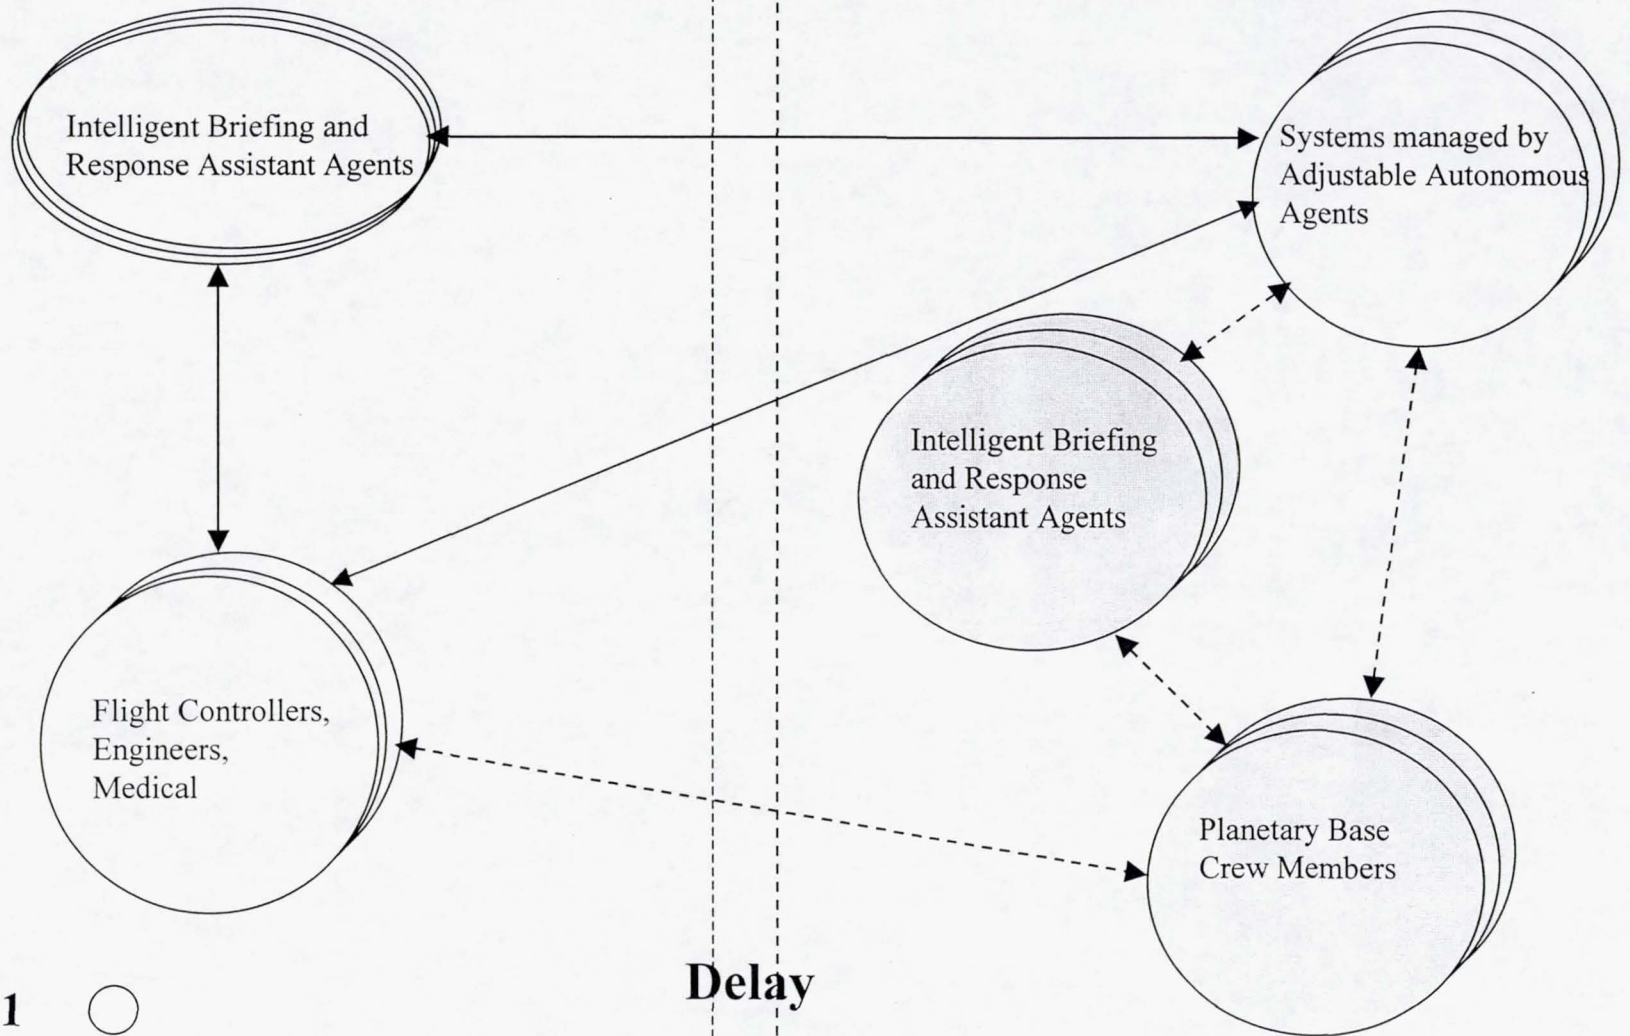 Intelligent Briefing and
Response Assistant Agents
Systems managed by
Adjustable Autonomous
Agents
Intelligent Briefing
and Response
Assistant Agents
Flight Controllers,
Engineers,
Medical
Planetary Base
Crew Members
Delay
1